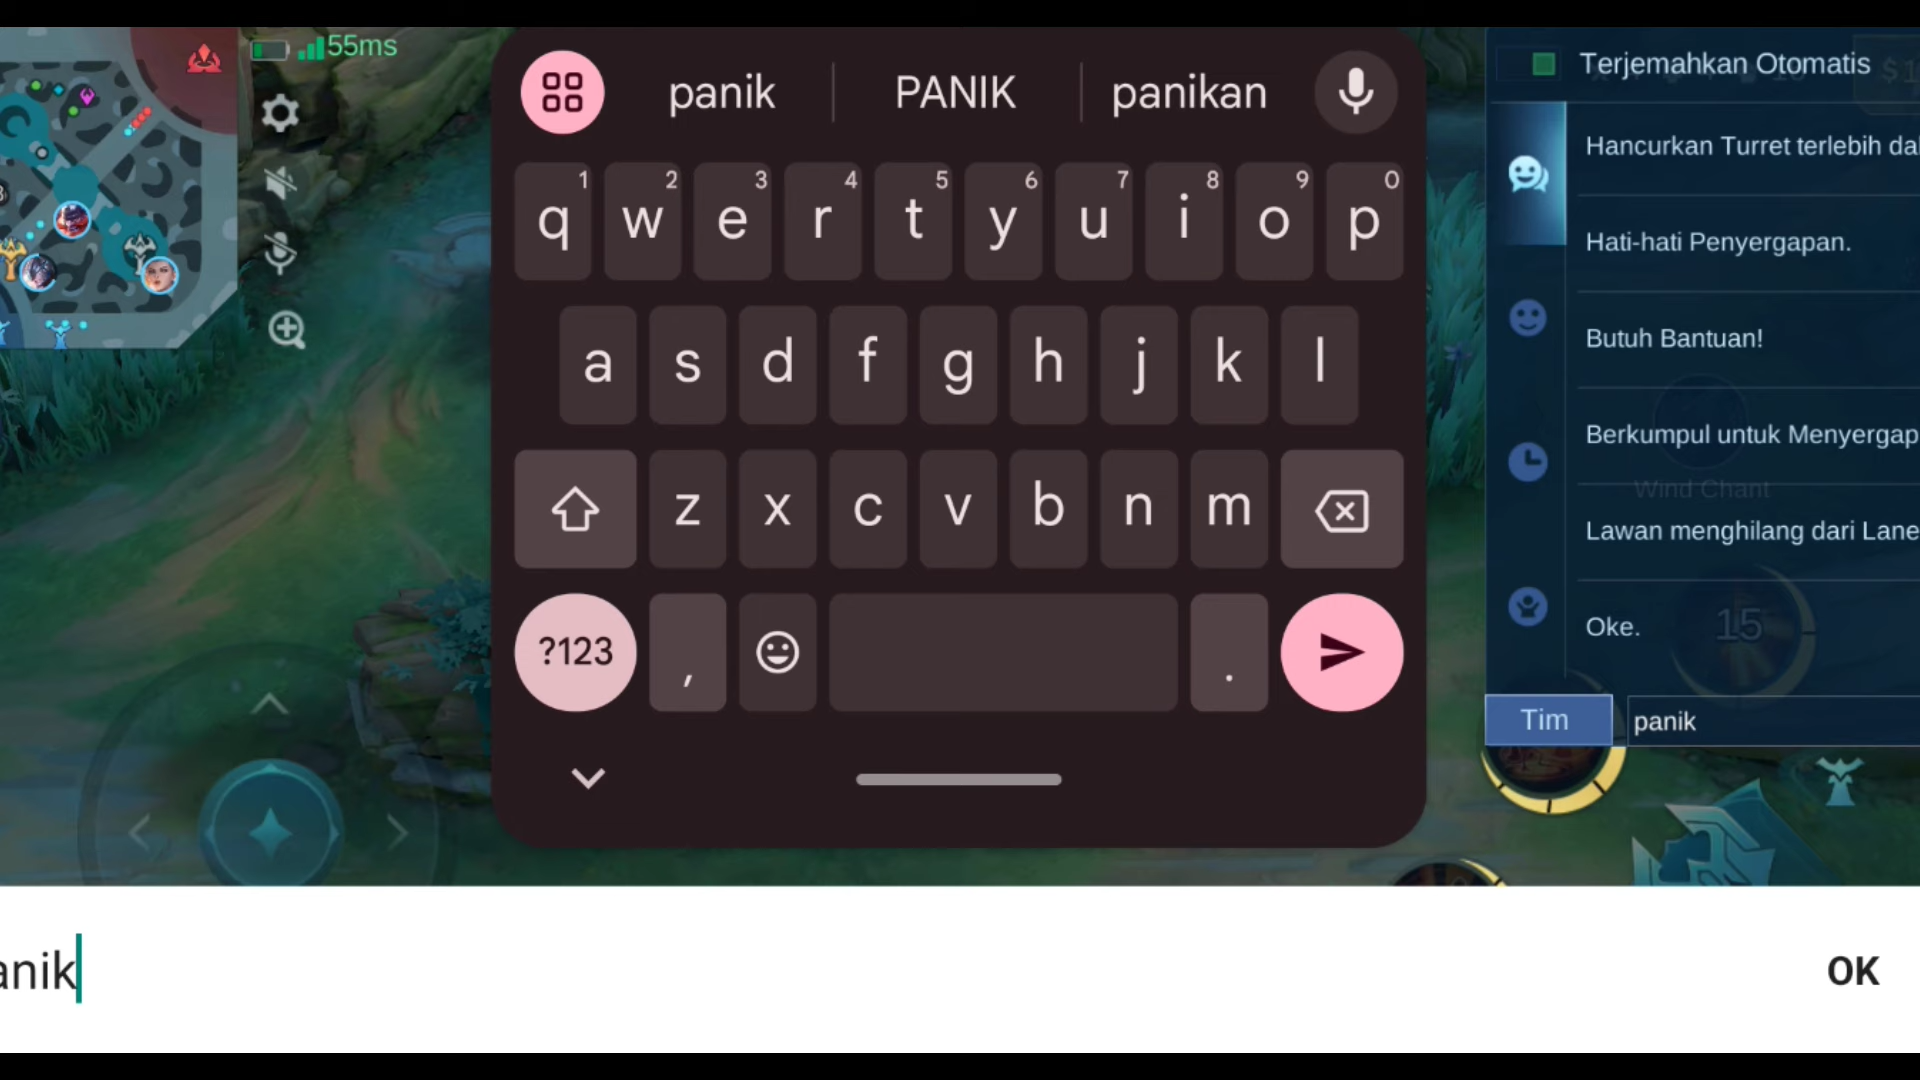 55ms
panik PANIK panikan
1 2 3 4 5 6 7 8 9 0
q w e r t y u i o p
a s d f g h j k l
z x c v b n m
?123 , .
Terjemahkan Otomatis
Hancurkan Turret terlebih da
Hati-hati Penyergapan.
Butuh Bantuan!
Berkumpul untuk Menyergap
Wind Chant
Lawan menghilang dari Lane
Oke.
15
Tim panik
anik
OK